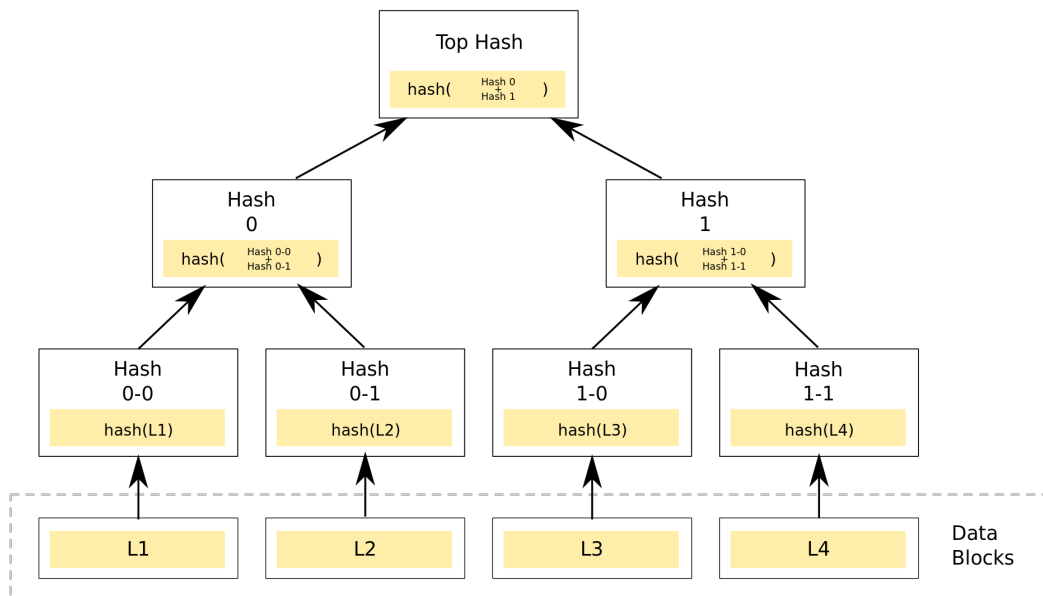 Top Hash
hash( Hash 0 + Hash 1 )
Hash
0
hash( Hash 0-0 + Hash 0-1 )
Hash
1
hash( Hash 1-0 + Hash 1-1 )
Hash
0-0
hash(L1)
Hash
0-1
hash(L2)
Hash
1-0
hash(L3)
Hash
1-1
hash(L4)
L1
L2
L3
L4
Data
Blocks